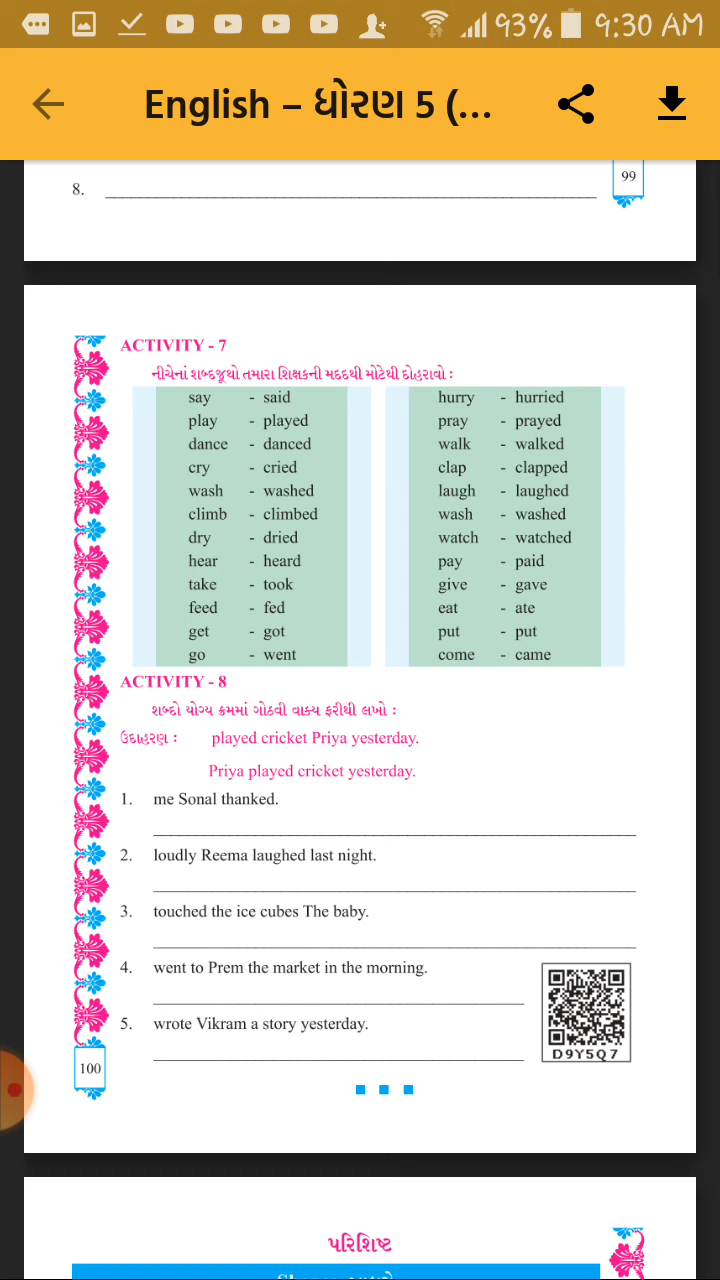 93% 9:30 AM
English – ધોરણ 5 (...
8.
99
ACTIVITY - 7
નીચેનાં શબ્દજૂથો તમારા શિક્ષકની મદદથી મોટેથી દોહરાવો :
say - said hurry - hurried
play - played pray - prayed
dance - danced walk - walked
cry - cried clap - clapped
wash - washed laugh - laughed
climb - climbed wash - washed
dry - dried watch - watched
hear - heard pay - paid
take - took give - gave
feed - fed eat - ate
get - got put - put
go - went come - came
ACTIVITY - 8
શબ્દો યોગ્ય ક્રમમાં ગોઠવી વાક્ય ફરીથી લખો :
ઉદાહરણ : played cricket Priya yesterday.
Priya played cricket yesterday.
1. me Sonal thanked.
2. loudly Reema laughed last night.
3. touched the ice cubes The baby.
4. went to Prem the market in the morning.
5. wrote Vikram a story yesterday.
D9Y5Q7
100
પરિશિષ્ટ